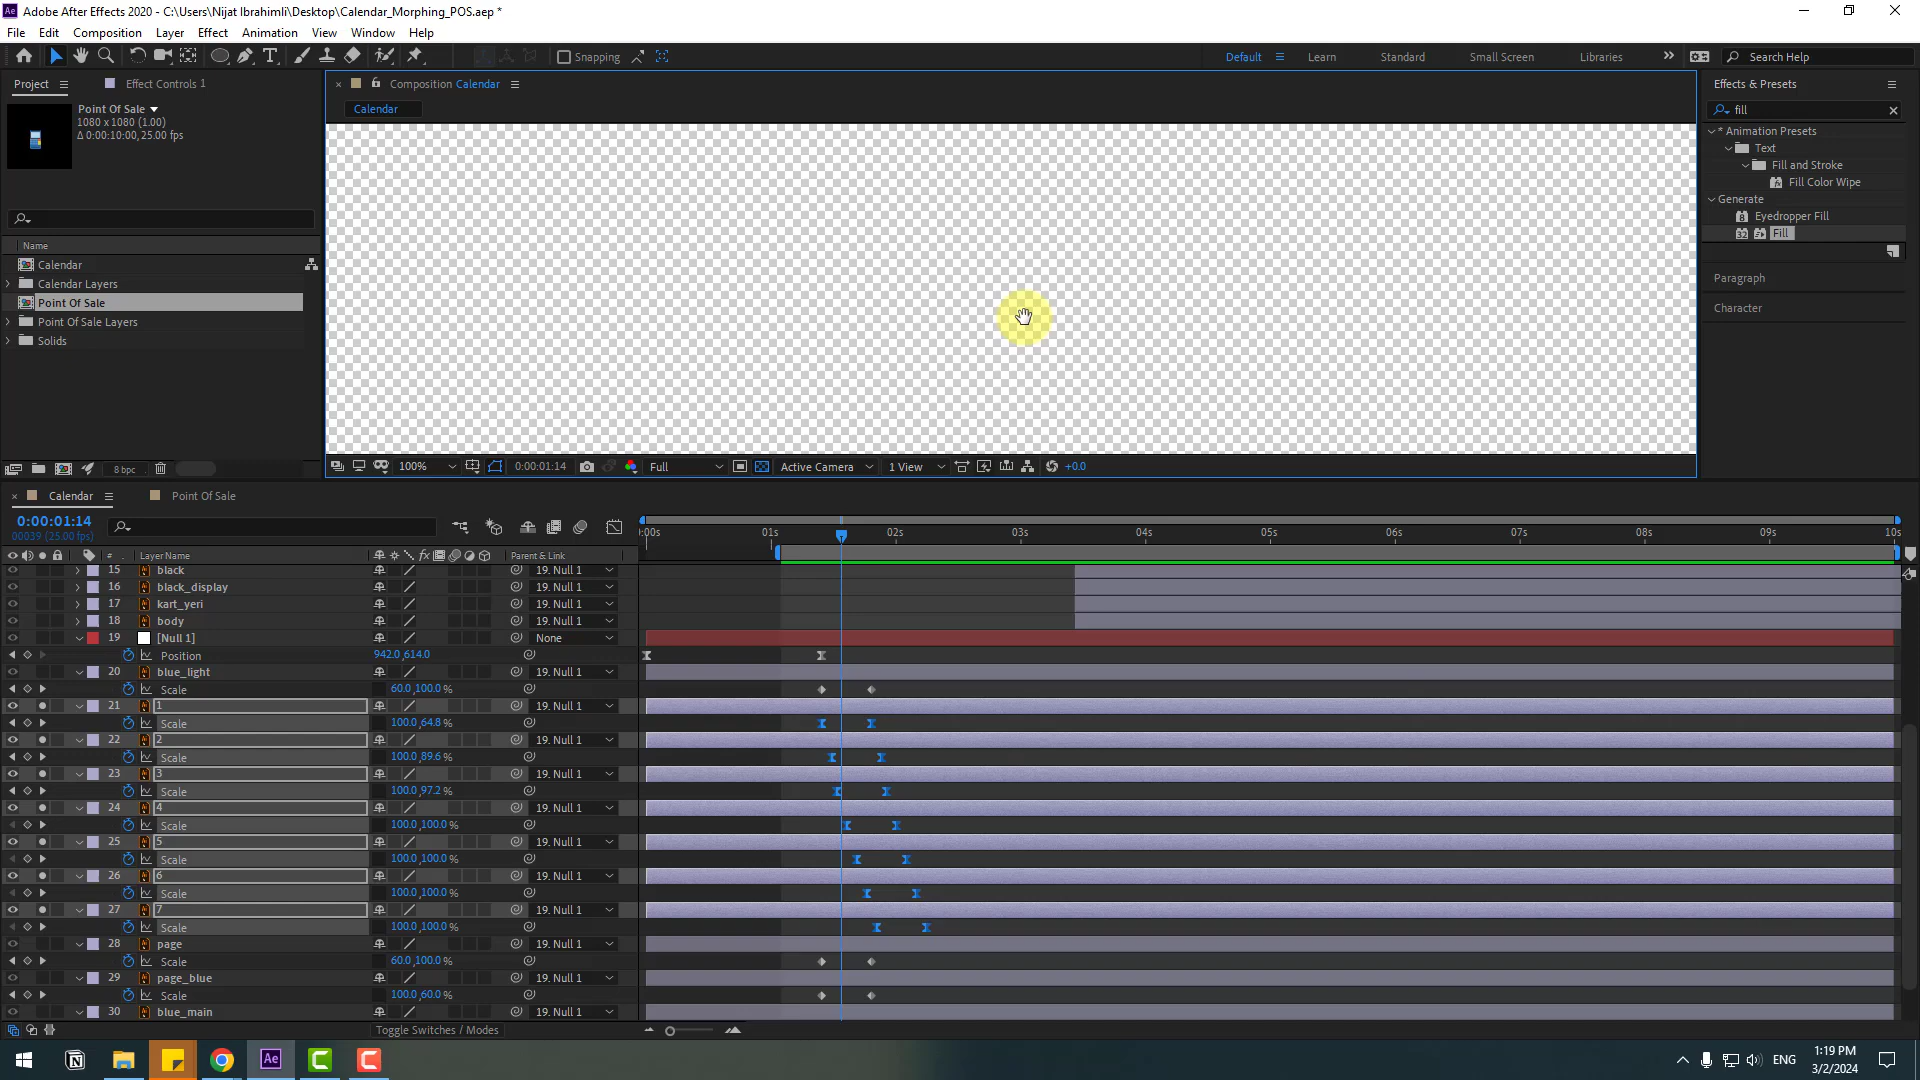 Adobe After Effects 2020 - C:\Users\Nijat Ibrahimli\Desktop\Calendar_Morphing_POS.aep *
File Edit Composition Layer Effect Animation View Window Help
Snapping Default Learn Standard Small Screen Libraries Search Help
Project Effect Controls 1
Point Of Sale
1080 x 1080 (1.00)
Δ 0:00:10:00, 25.00 fps
Name
Calendar
Calendar Layers
Point Of Sale
Point Of Sale Layers
Solids
8 bpc
Composition Calendar
Calendar
100% 0:00:01:14 Full Active Camera 1 View +0.0
Effects & Presets
fill
* Animation Presets
Text
Fill and Stroke
Fill Color Wipe
Generate
Eyedropper Fill
Fill
Paragraph
Character
Calendar Point Of Sale
0:00:01:14
00039 (25.00 fps)
:00s 01s 02s 03s 04s 05s 06s 07s 08s 09s 10s
# Layer Name Parent & Link
15 black 19. Null 1
16 black_display 19. Null 1
17 kart_yeri 19. Null 1
18 body 19. Null 1
19 [Null 1] None
Position 942.0,614.0
20 blue_light 19. Null 1
Scale 60.0,100.0 %
21 1 19. Null 1
Scale 100.0,64.8 %
22 2 19. Null 1
Scale 100.0,89.6 %
23 3 19. Null 1
Scale 100.0,97.2 %
24 4 19. Null 1
Scale 100.0,100.0 %
25 5 19. Null 1
Scale 100.0,100.0 %
26 6 19. Null 1
Scale 100.0,100.0 %
27 7 19. Null 1
Scale 100.0,100.0 %
28 page 19. Null 1
Scale 60.0,100.0 %
29 page_blue 19. Null 1
Scale 100.0,60.0 %
30 blue_main 19. Null 1
Toggle Switches / Modes
ENG 1:19 PM
3/2/2024